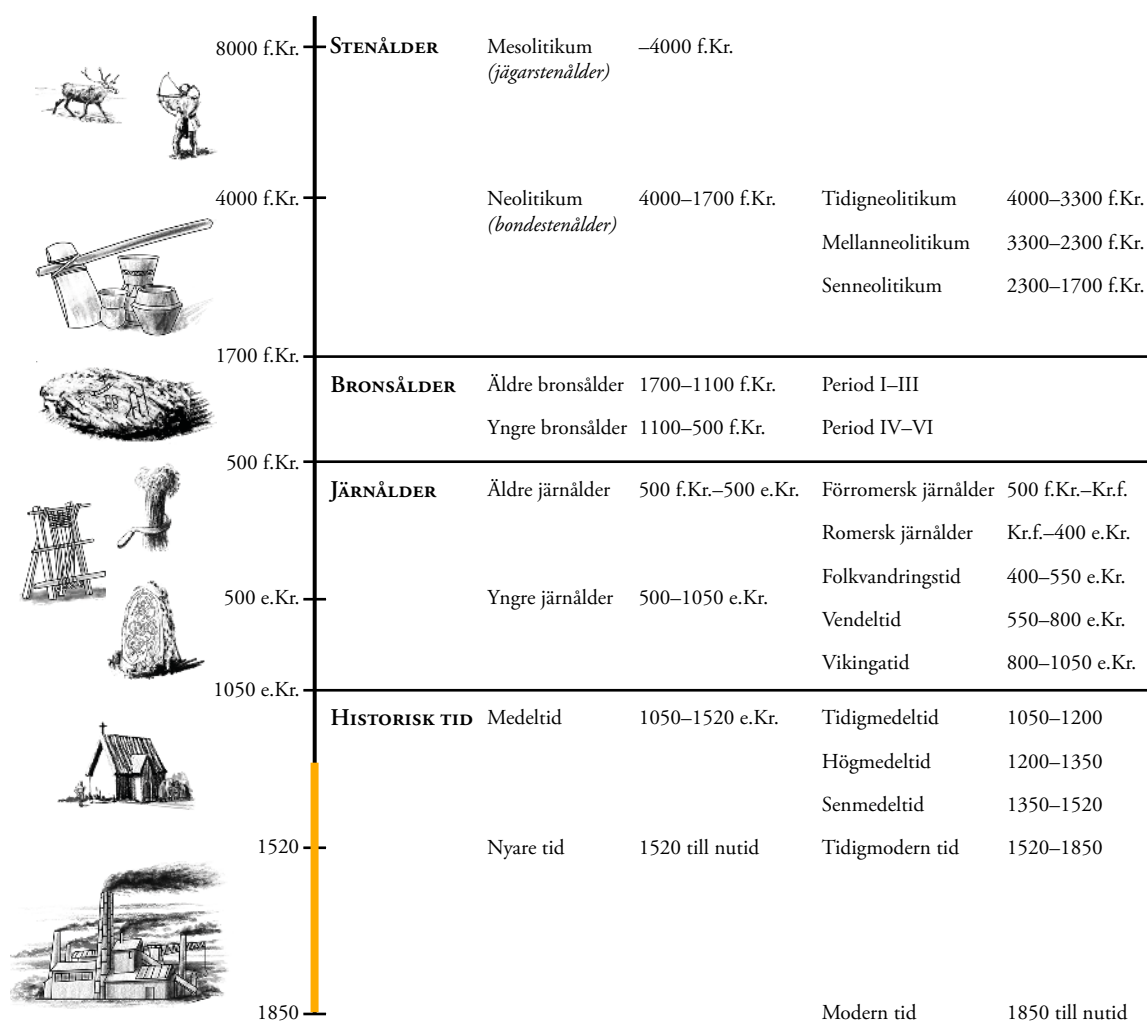 8000 f.Kr. STENÅLDER Mesolitikum –4000 f.Kr.
(jägarstenålder)
4000 f.Kr. Neolitikum 4000–1700 f.Kr. Tidigneolitikum 4000–3300 f.Kr.
(bondestenålder)
Mellanneolitikum 3300–2300 f.Kr.
Senneolitikum 2300–1700 f.Kr.
1700 f.Kr.
BRONSÅLDER Äldre bronsålder 1700–1100 f.Kr. Period I–III
Yngre bronsålder 1100–500 f.Kr. Period IV–VI
500 f.Kr.
JÄRNÅLDER Äldre järnålder 500 f.Kr.–500 e.Kr. Förromersk järnålder 500 f.Kr.–Kr.f.
Romersk järnålder Kr.f.–400 e.Kr.
Folkvandringstid 400–550 e.Kr.
500 e.Kr. Yngre järnålder 500–1050 e.Kr.
Vendeltid 550–800 e.Kr.
Vikingatid 800–1050 e.Kr.
1050 e.Kr.
HISTORISK TID Medeltid 1050–1520 e.Kr. Tidigmedeltid 1050–1200
Högmedeltid 1200–1350
Senmedeltid 1350–1520
1520 Nyare tid 1520 till nutid Tidigmodern tid 1520–1850
1850 Modern tid 1850 till nutid